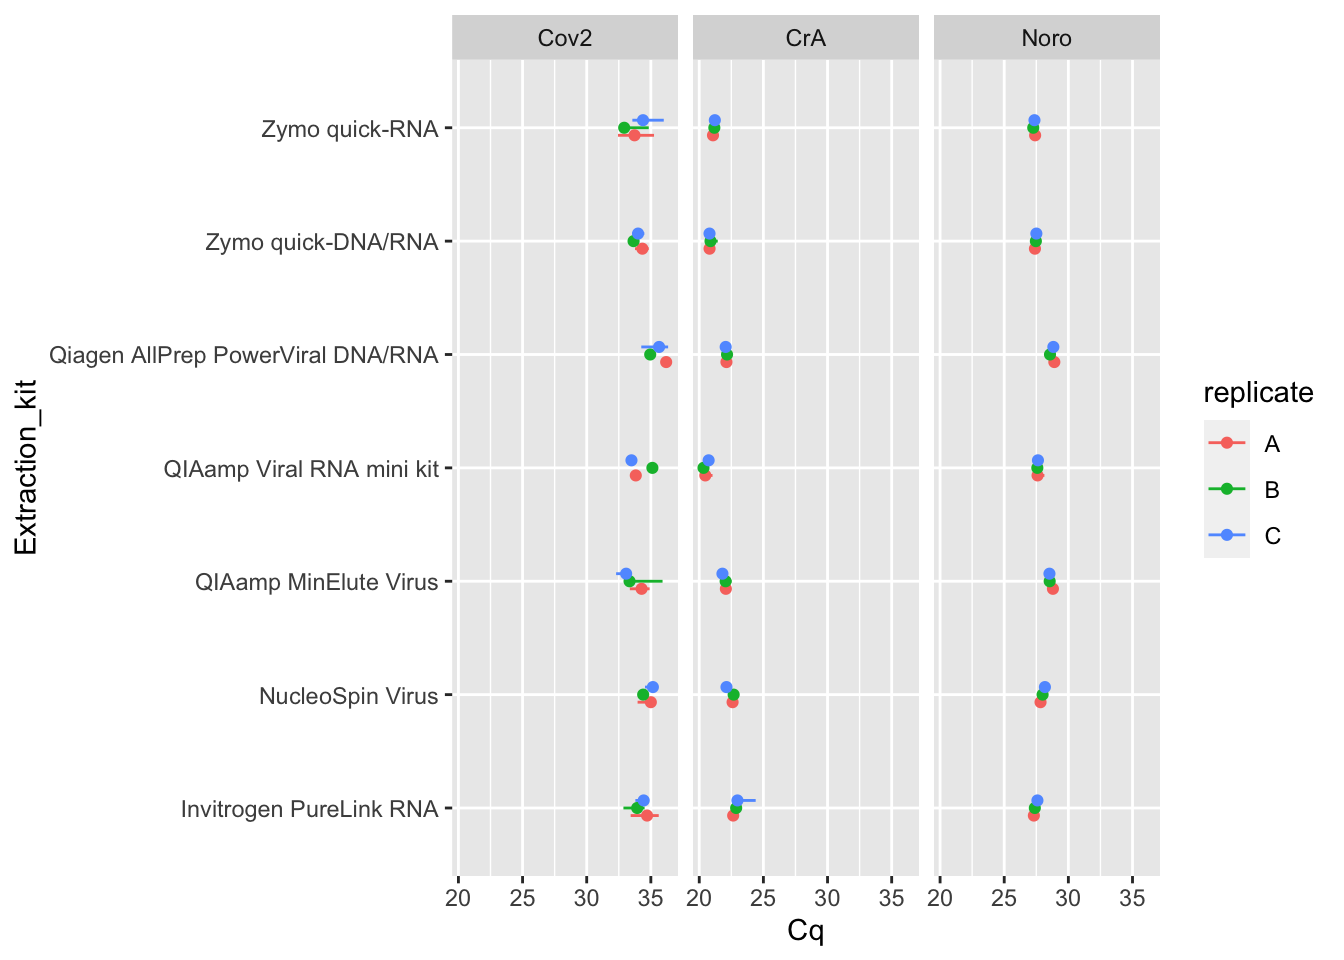 Cov2 CrA Noro
Zymo quick-RNA
Zymo quick-DNA/RNA
Qiagen AllPrep PowerViral DNA/RNA
QIAamp Viral RNA mini kit
QIAamp MinElute Virus
NucleoSpin Virus
Invitrogen PureLink RNA
Extraction_kit
20 25 30 35 20 25 30 35 20 25 30 35
Cq
replicate
A
B
C